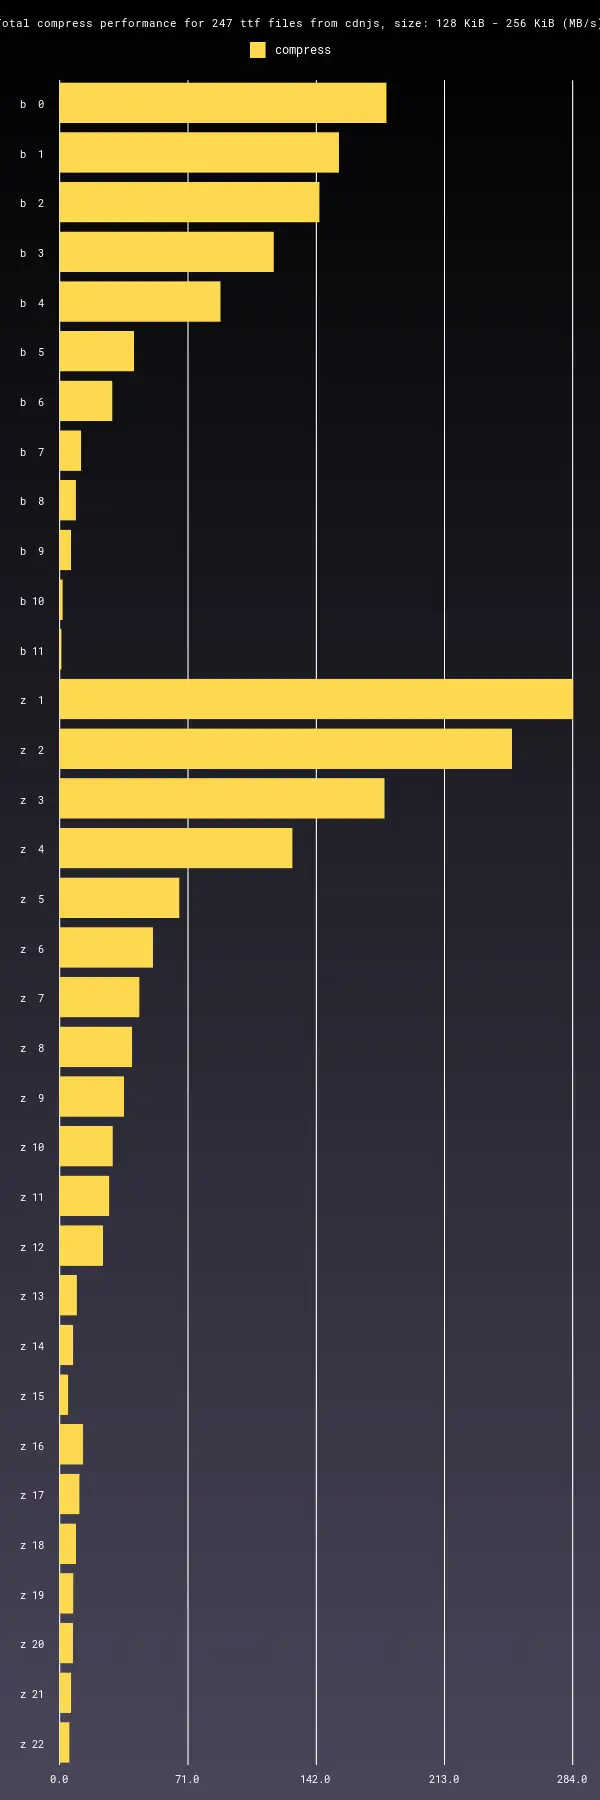 Total compress performance for 247 ttf files from cdnjs, size: 128 KiB - 256 KiB (MB/s)
compress
b 0
b 1
b 2
b 3
b 4
b 5
b 6
b 7
b 8
b 9
b 10
b 11
z 1
z 2
z 3
z 4
z 5
z 6
z 7
z 8
z 9
z 10
z 11
z 12
z 13
z 14
z 15
z 16
z 17
z 18
z 19
z 20
z 21
z 22
0.0 71.0 142.0 213.0 284.0